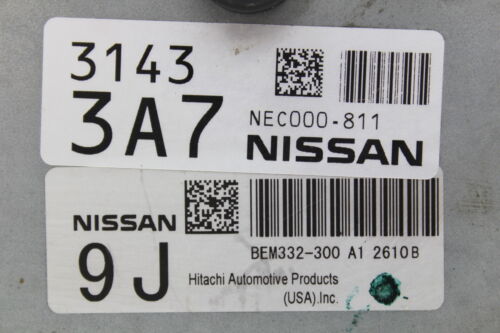 3143
3A7
NEC000-811
NISSAN
NISSAN
9J
BEM332-300 A1 2610B
Hitachi Automotive Products
(USA).Inc.